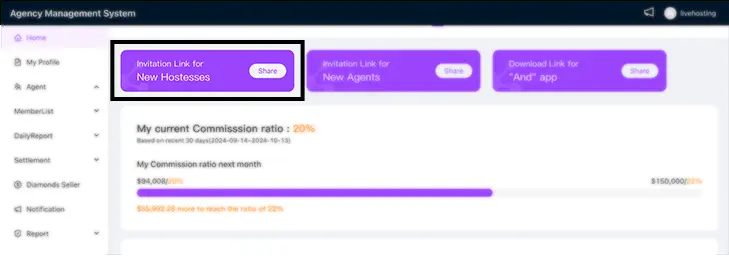 Agency Management System
livehosting
Home
My Profile
Agent
MemberList
DailyReport
Settlement
Diamonds Seller
Notification
Report
Invitation Link for
New Hostesses
Share
Invitation Link for
New Agents
Share
Download Link for
"And" app
Share
My current Commisssion ratio : 20%
Based on recent 30 days(2024-09-14~2024-10-13)
My Commission ratio next month
$94,008/20%
$150,000/22%
more to reach the ratio of 22%